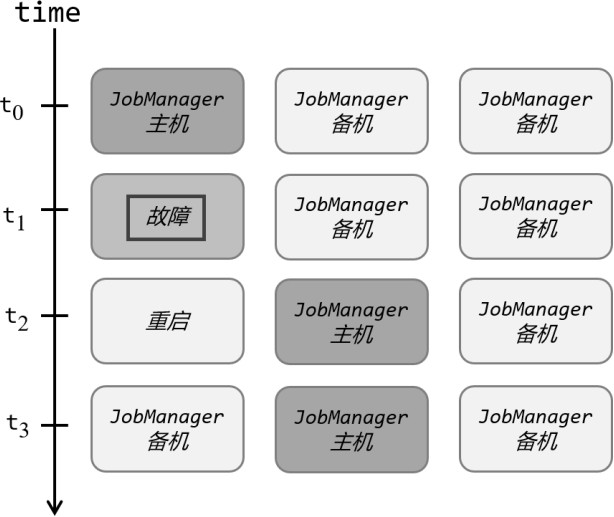 time
t0
JobManager
主机
JobManager
备机
JobManager
备机
t1
故障
JobManager
备机
JobManager
备机
t2
重启
JobManager
主机
JobManager
备机
t3
JobManager
备机
JobManager
主机
JobManager
备机